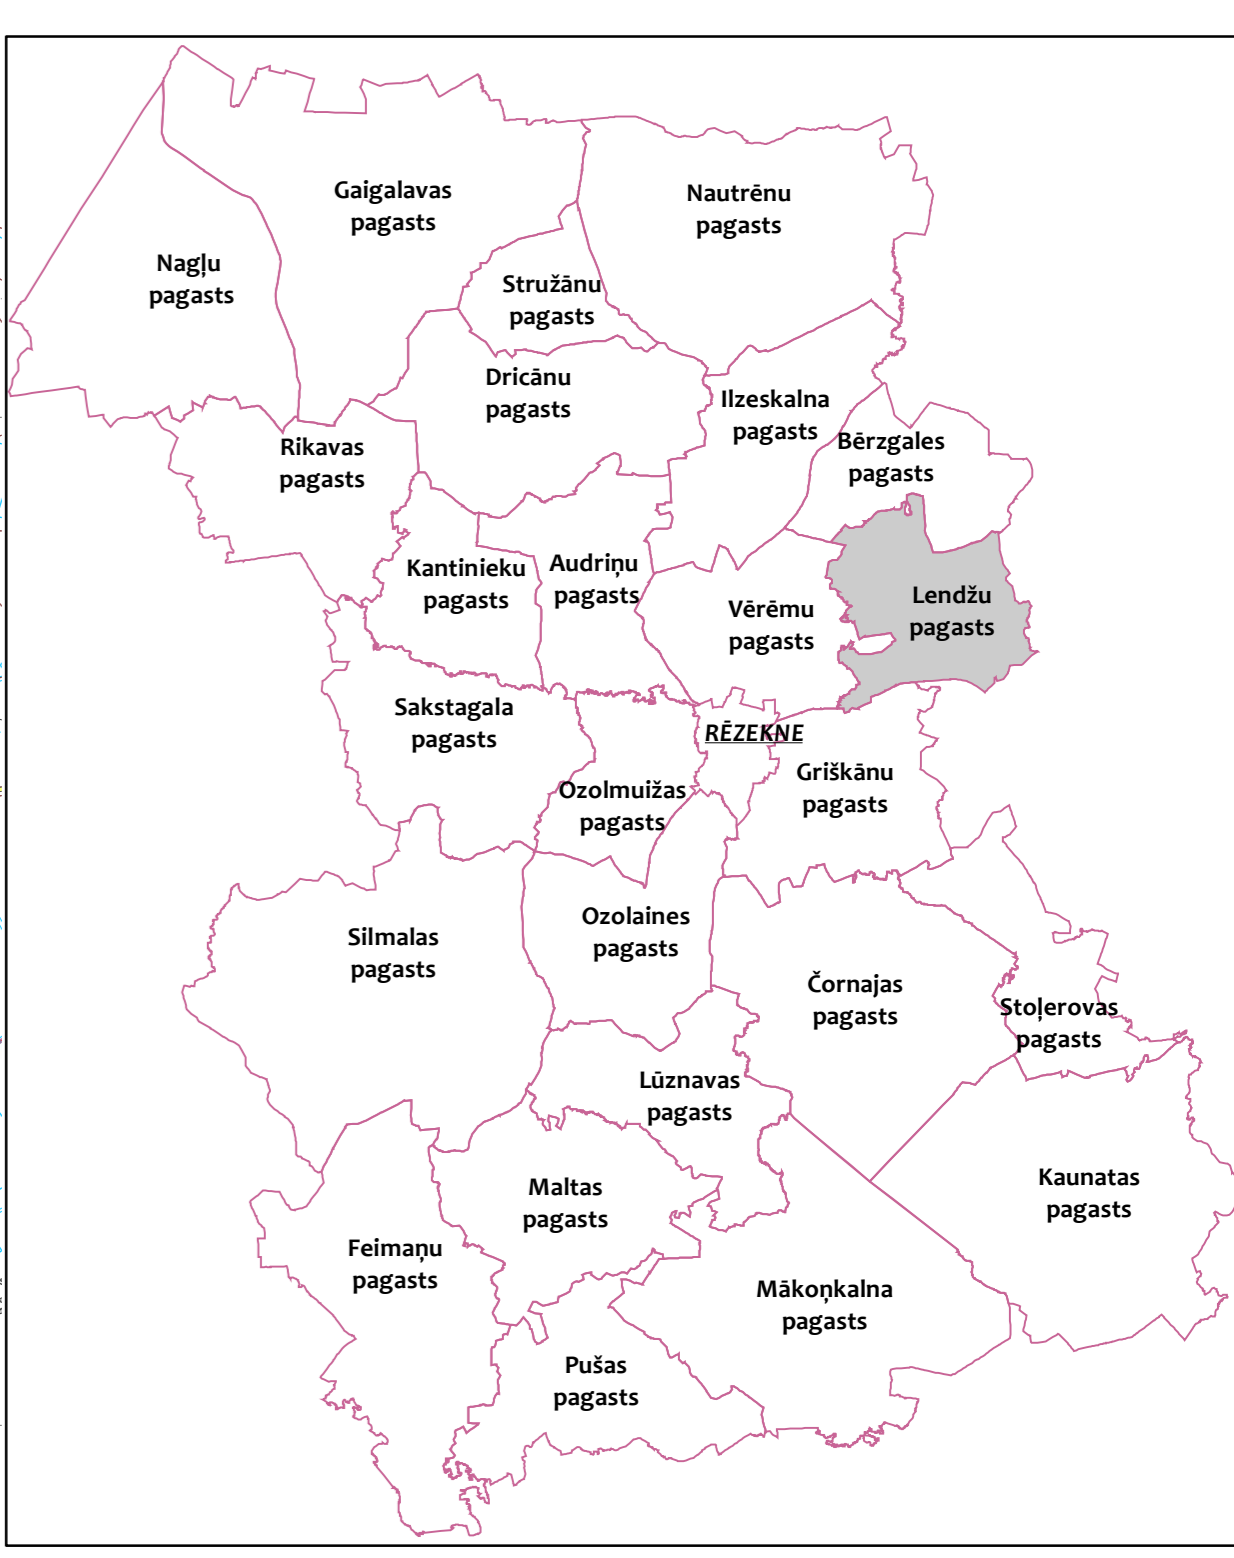 Gaigalavas
pagasts
Nautrēnu
pagasts
Nagļu
pagasts
Stružānu
pagasts
Dricānu
pagasts
Ilzeskalna
pagasts
Bērzgales
pagasts
Rikavas
pagasts
Kantinieku
pagasts
Audriņu
pagasts
Vērēmu
pagasts
Lendžu
pagasts
Sakstagala
pagasts
RĒZEKNE
Ozolmuižas
pagasts
Griškānu
pagasts
Silmalas
pagasts
Ozolaines
pagasts
Čornajas
pagasts
Stoļerovas
pagasts
Lūznavas
pagasts
Maltas
pagasts
Kaunatas
pagasts
Feimaņu
pagasts
Mākoņkalna
pagasts
Pušas
pagasts